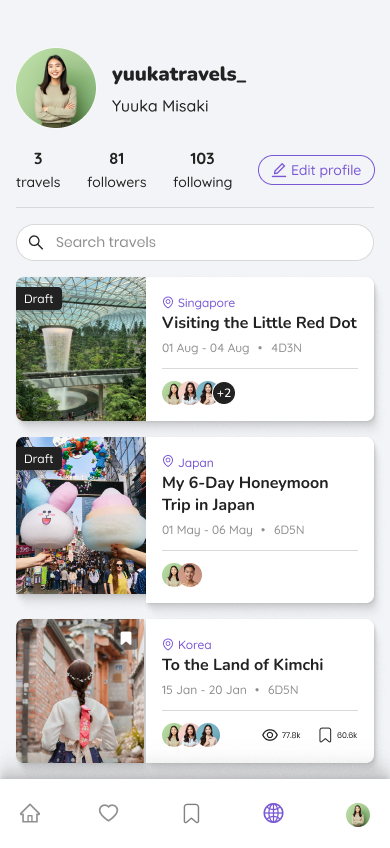 yuukatravels_
Yuuka Misaki
3 81 103
travels followers following
Edit profile
Search travels
Draft
Singapore
Visiting the Little Red Dot
01 Aug - 04 Aug • 4D3N
+2
Draft
Japan
My 6-Day Honeymoon
Trip in Japan
01 May - 06 May • 6D5N
Korea
To the Land of Kimchi
15 Jan - 20 Jan • 6D5N
77.8k 60.6k